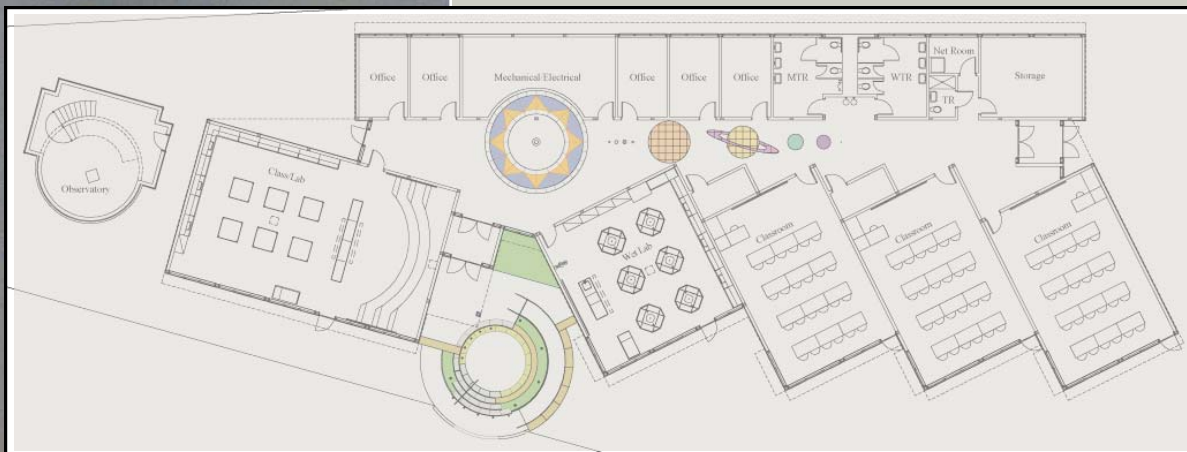 Office
Office
Mechanical/Electrical
Office
Office
Office
MTR
WTR
Net Room
TR
Storage
Observatory
Class/Lab
Wet Lab
Classroom
Classroom
Classroom